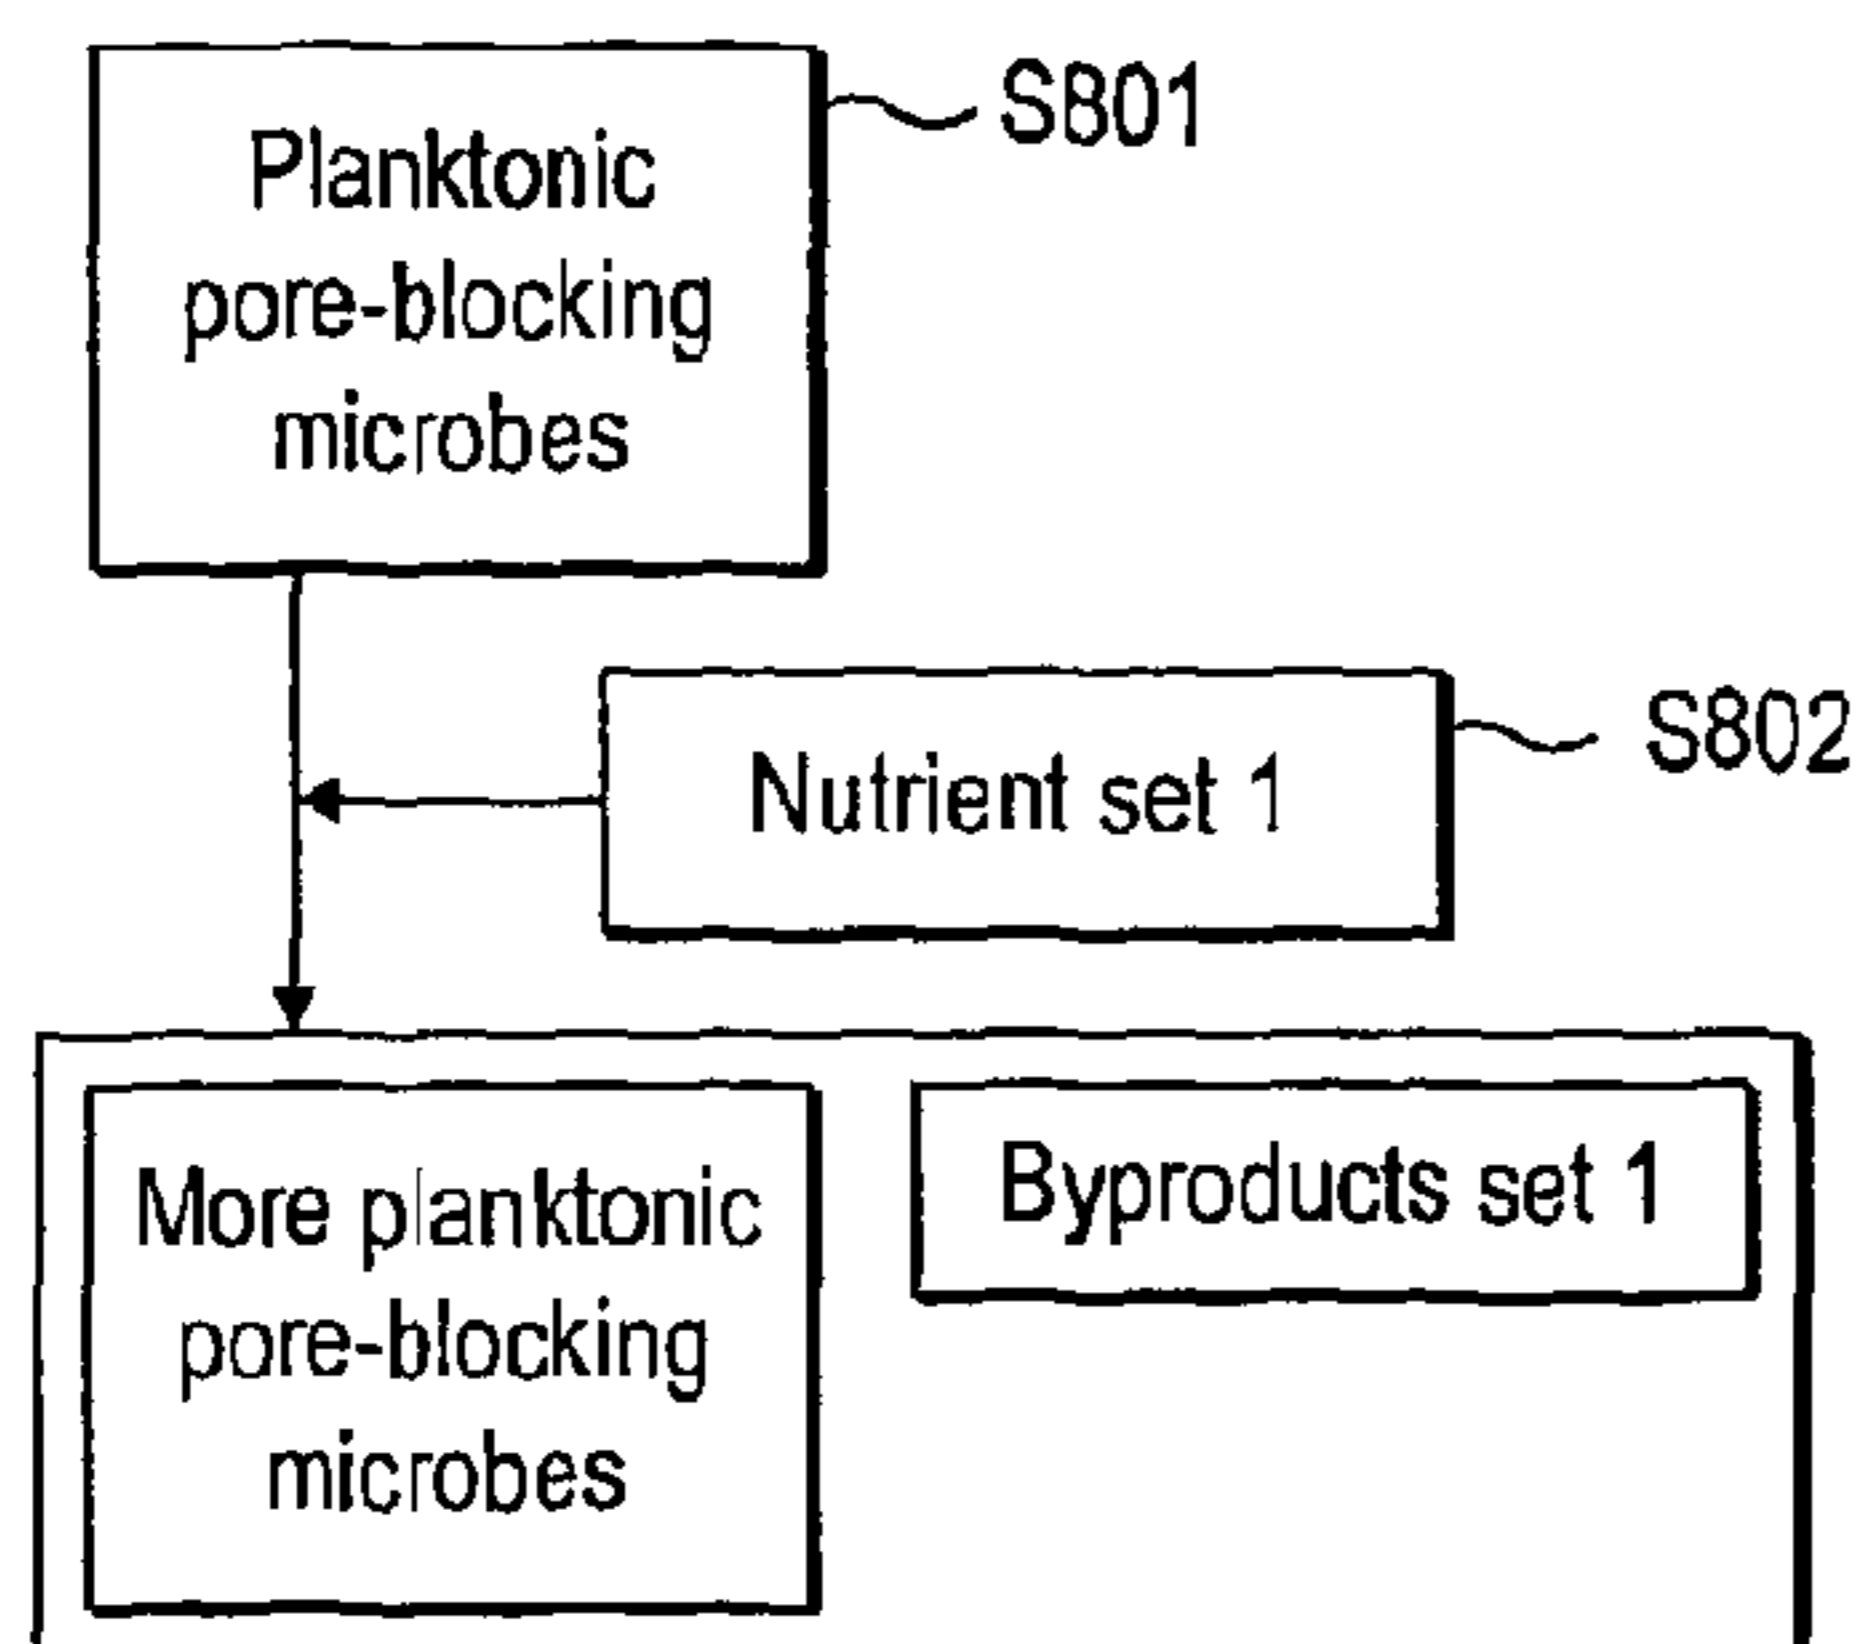 Planktonic
pore-blocking
microbes
S801
Nutrient set 1
S802
More planktonic
pore-blocking
microbes
Byproducts set 1